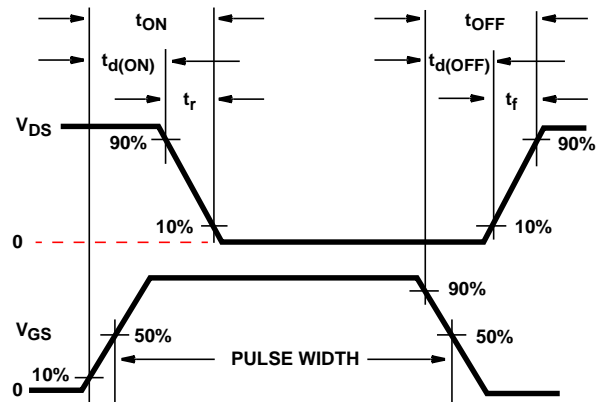 tON tOFF
td(ON) td(OFF)
tr tf
VDS
90% 90%
10% 10%
0
90%
VGS 50% 50%
PULSE WIDTH
10%
0